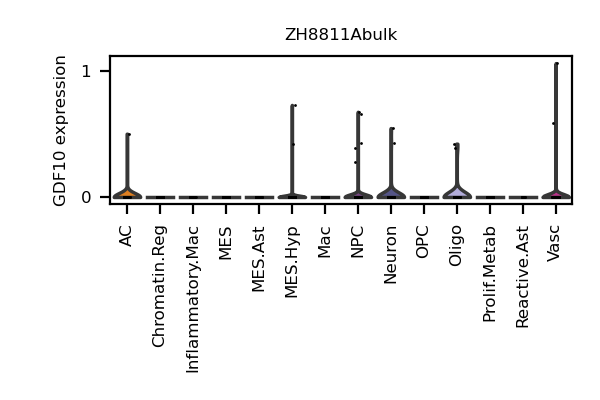 ZH8811Abulk
GDF10 expression
1
0
AC
Chromatin.Reg
Inflammatory.Mac
MES
MES.Ast
MES.Hyp
Mac
NPC
Neuron
OPC
Oligo
Prolif.Metab
Reactive.Ast
Vasc